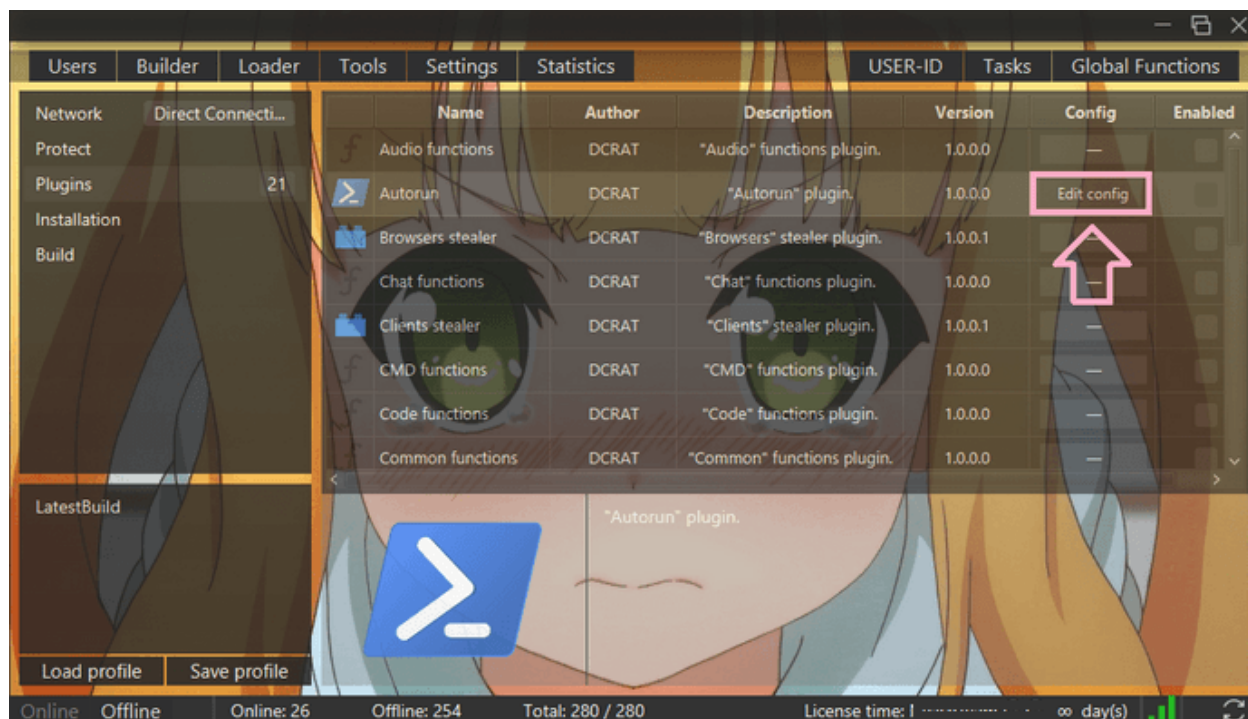 Users Builder Loader Tools Settings Statistics USER-ID Tasks Global Functions
Network Direct Connecti...
Protect
Plugins 21
Installation
Build
Name Author Description Version Config Enabled
Audio functions DCRAT "Audio" functions plugin. 1.0.0.0 —
Autorun DCRAT "Autorun" plugin. 1.0.0.0 Edit config
Browsers stealer DCRAT "Browsers" stealer plugin. 1.0.0.1 —
Chat functions DCRAT "Chat" functions plugin. 1.0.0.0 —
Clients stealer DCRAT "Clients" stealer plugin. 1.0.0.1 —
CMD functions DCRAT "CMD" functions plugin. 1.0.0.0 —
Code functions DCRAT "Code" functions plugin. 1.0.0.0 —
Common functions DCRAT "Common" functions plugin. 1.0.0.0 —
LatestBuild
"Autorun" plugin.
Load profile Save profile
Online Offline Online: 26 Offline: 254 Total: 280 / 280 License time: ∞ day(s)